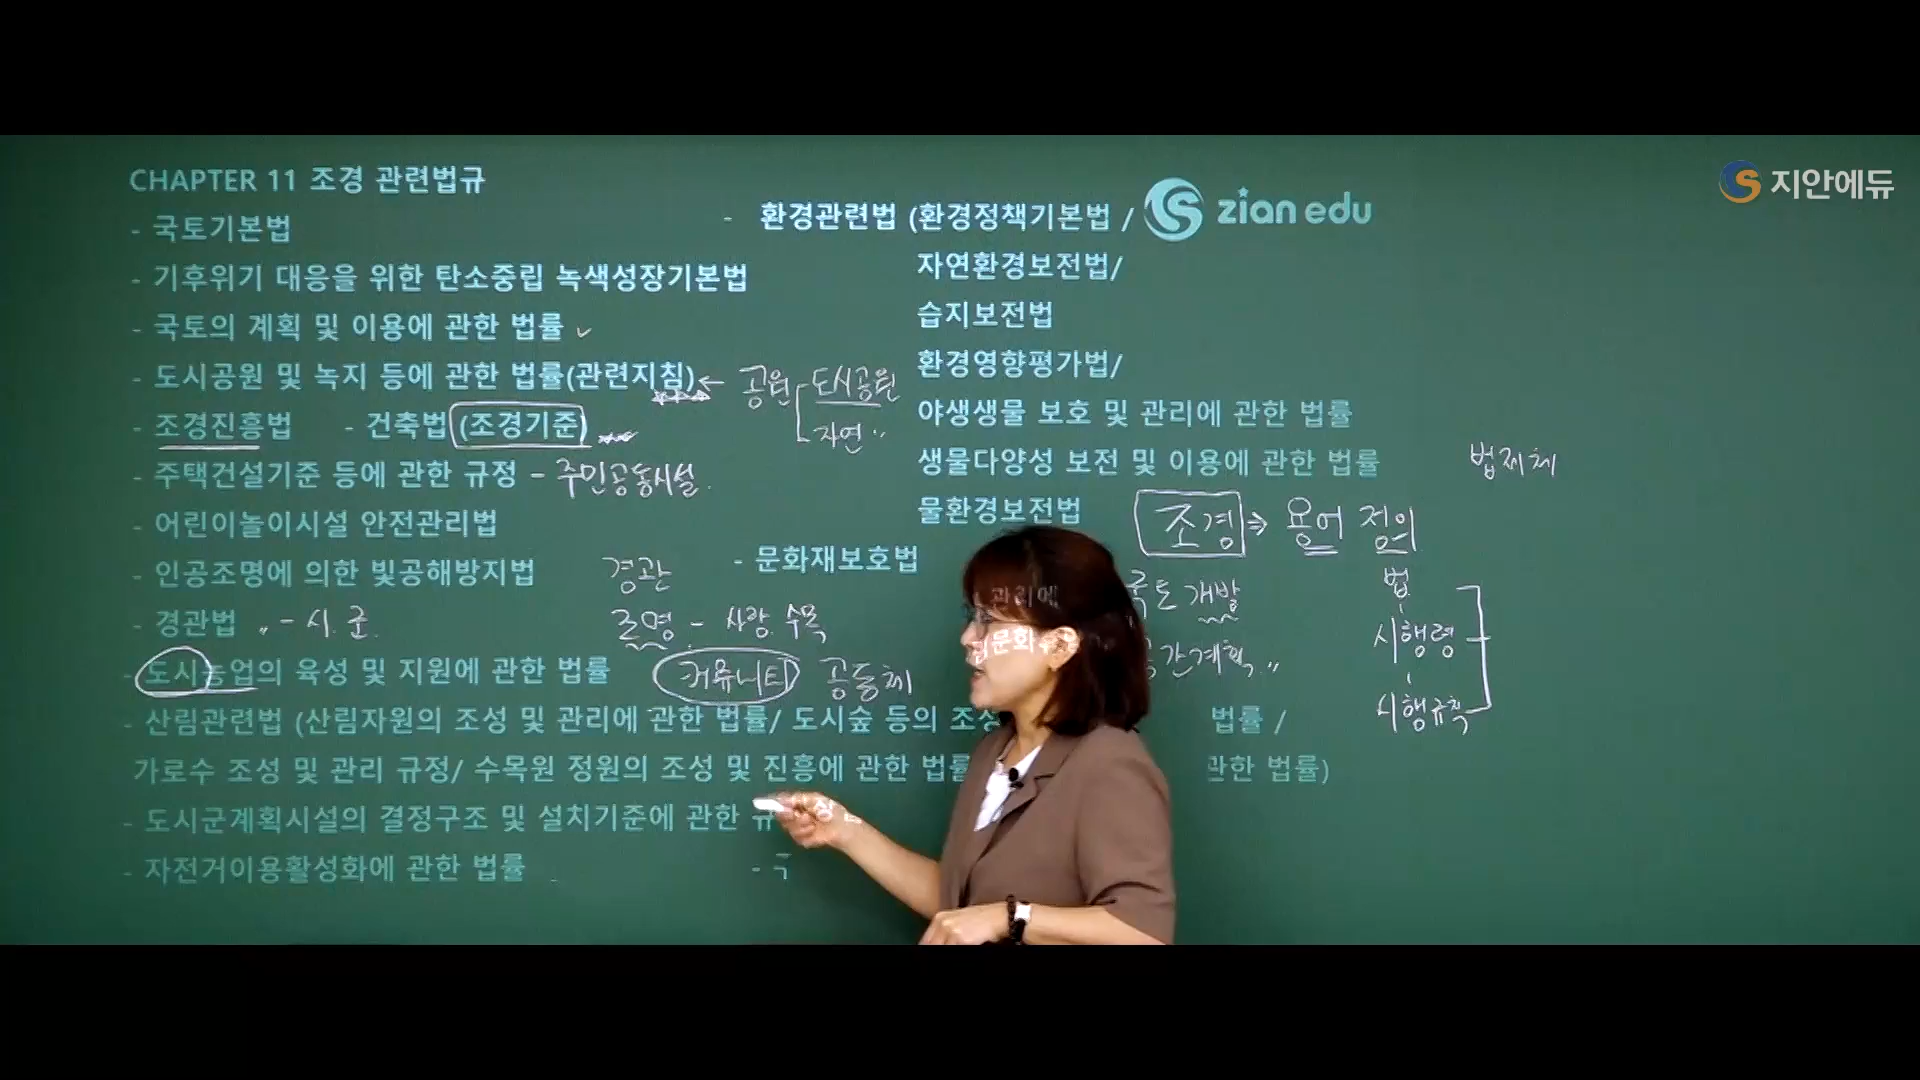 CHAPTER 11 조경 관련법규
- 국토기본법
- 기후위기 대응을 위한 탄소중립 녹색성장기본법
- 국토의 계획 및 이용에 관한 법률
- 도시공원 및 녹지 등에 관한 법률(관련지침) ← 공원 도시공원
자연 〃
- 조경진흥법 - 건축법 (조경기준)
- 주택건설기준 등에 관한 규정 - 주민공동시설.
- 어린이놀이시설 안전관리법
- 인공조명에 의한 빛공해방지법
경관
- 경관법 〃 - 시. 군.
조명 - 사람. 수목
- 도시농업의 육성 및 지원에 관한 법률
커뮤니티 공동체
- 산림관련법 (산림자원의 조성 및 관리에 관한 법률/ 도시숲 등의 조성 관리에 법률 /
가로수 조성 및 관리 규정/ 수목원 정원의 조성 및 진흥에 관한 법률 관한 법률)
- 도시군계획시설의 결정구조 및 설치기준에 관한 규
- 자전거이용활성화에 관한 법률
- 환경관련법 (환경정책기본법 /
자연환경보전법/
습지보전법
환경영향평가법/
야생생물 보호 및 관리에 관한 법률
생물다양성 보전 및 이용에 관한 법률
물환경보전법
- 문화재보호법
zian edu
지안에듀
법제체
조경 ⇒ 용어 정의
국토 개발
간계획. 〃
법
시행령
시행규칙